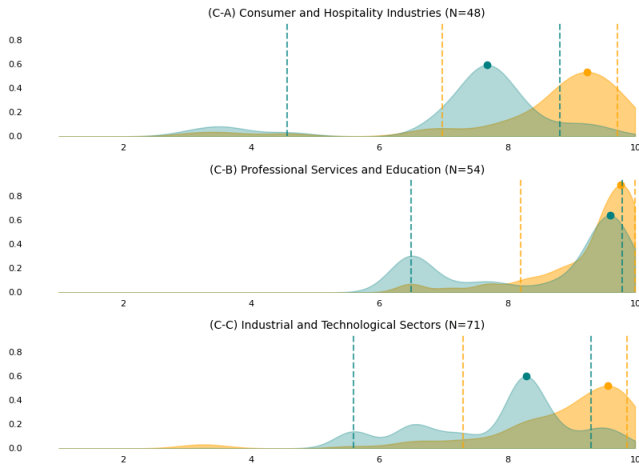 (C-A) Consumer and Hospitality Industries (N=48)
0.8
0.6
0.4
0.2
0.0
2 4 6 8 10
(C-B) Professional Services and Education (N=54)
0.8
0.6
0.4
0.2
0.0
2 4 6 8 10
(C-C) Industrial and Technological Sectors (N=71)
0.8
0.6
0.4
0.2
0.0
2 4 6 8 10